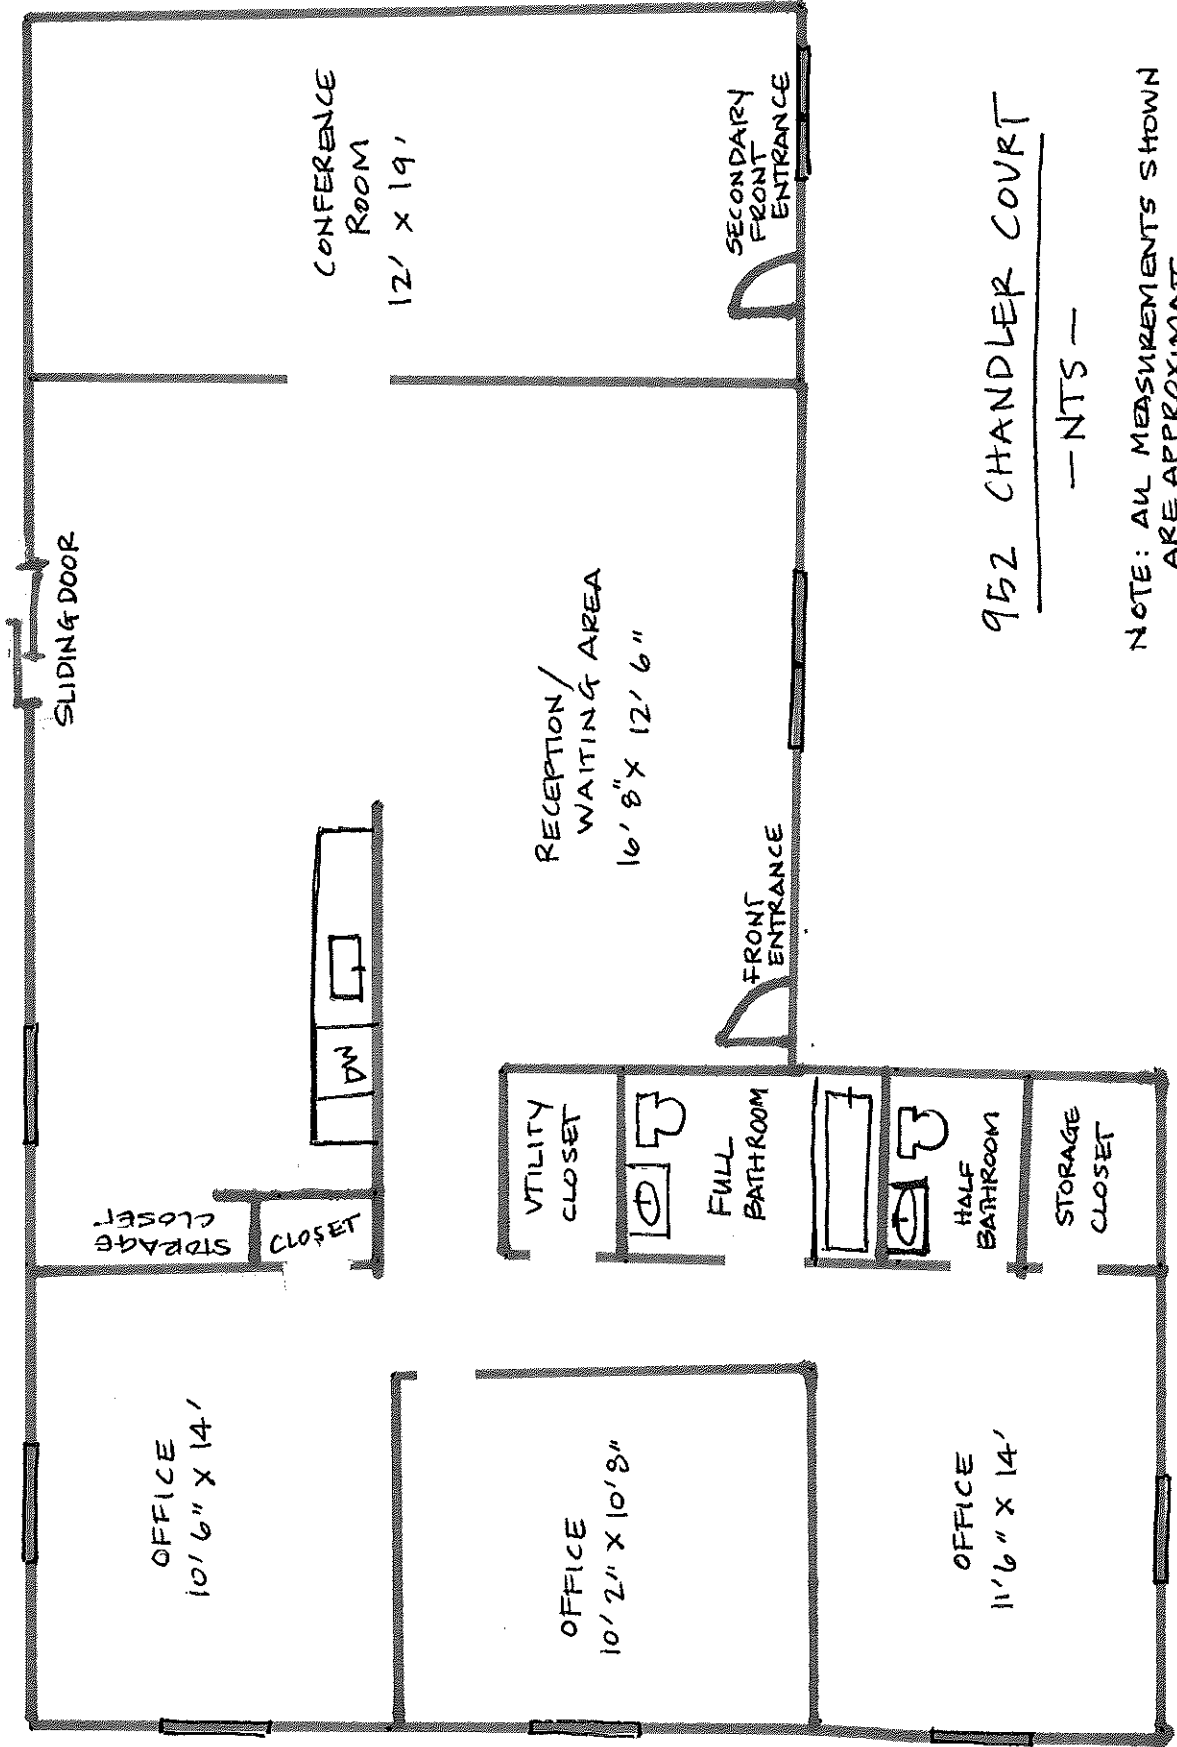 OFFICE
10' 6" X 14'
STORAGE
CLOSET
CLOSET
DW
SLIDING DOOR
CONFERENCE
ROOM
12' X 19'
OFFICE
10' 2" X 10' 8"
UTILITY
CLOSET
FULL
BATHROOM
RECEPTION/
WAITING AREA
16' 8" X 12' 6"
FRONT
ENTRANCE
SECONDARY
FRONT
ENTRANCE
OFFICE
11' 6" X 14'
HALF
BATHROOM
STORAGE
CLOSET
952 CHANDLER COURT
—NTS—
NOTE: ALL MEASUREMENTS SHOWN
ARE APPROXIMAT